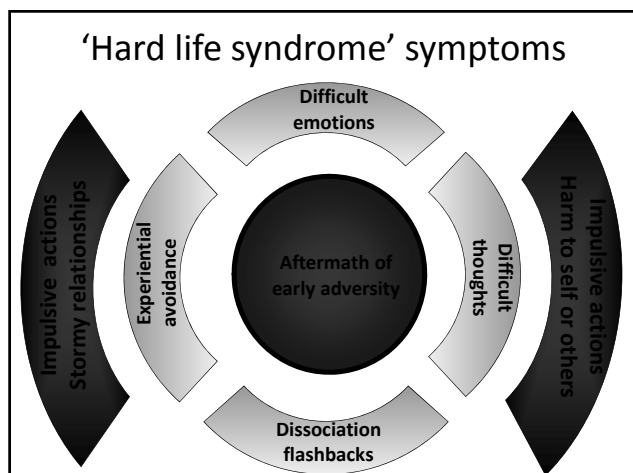 ‘Hard life syndrome’ symptoms
Difficult
emotions
Impulsive actions
Stormy relationships
Experiential
avoidance
Aftermath of
early adversity
Difficult
thoughts
Impulsive actions
Harm to self or others
Dissociation
flashbacks